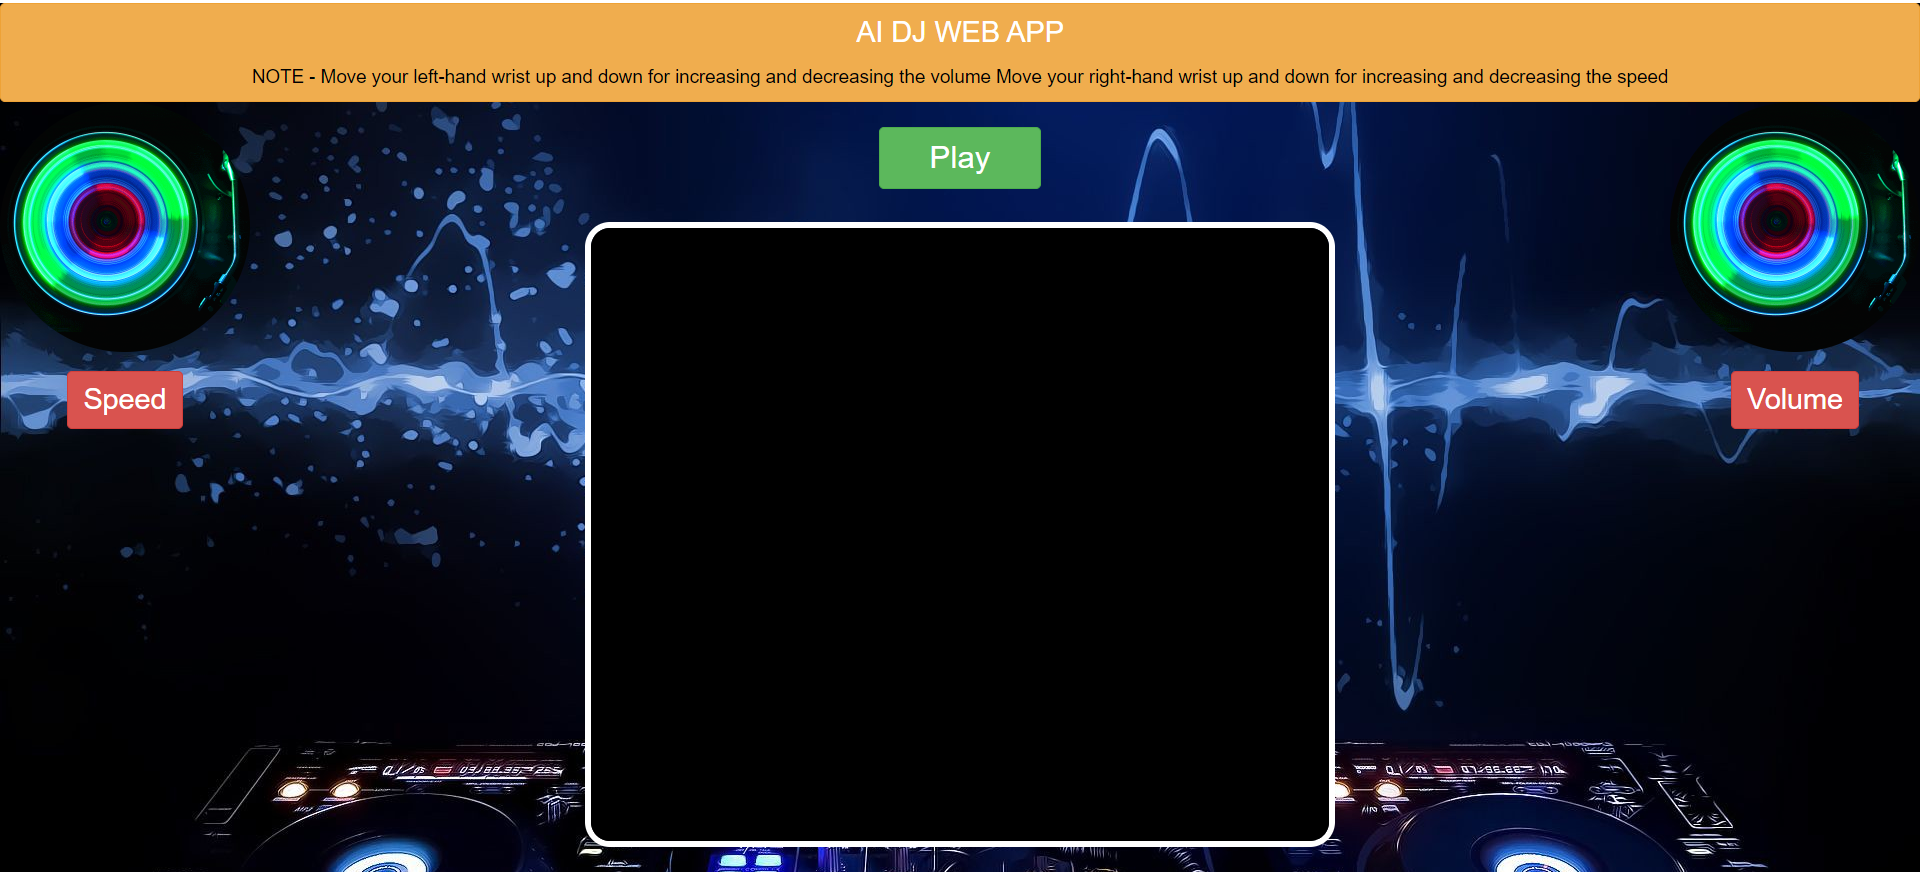 AI DJ WEB APP
NOTE - Move your left-hand wrist up and down for increasing and decreasing the volume Move your right-hand wrist up and down for increasing and decreasing the speed
Play
Speed
Volume